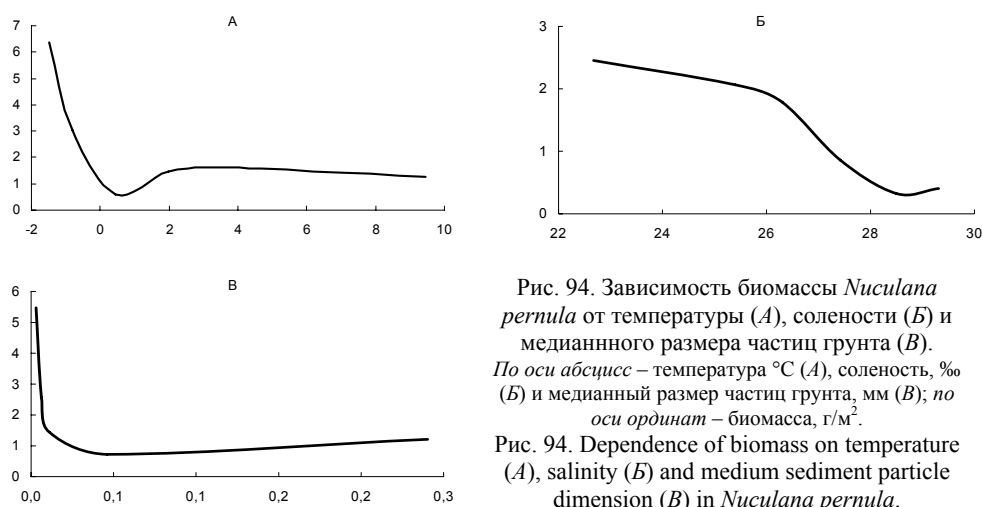 А
7
6
5
4
3
2
1
0
-2 0 2 4 6 8 10
Б
3
2
1
0
22 24 26 28 30
В
6
5
4
3
2
1
0
0,0 0,1 0,1 0,2 0,2 0,3
Рис. 94. Зависимость биомассы Nuculana
pernula от температуры (А), солености (Б) и
медианнного размера частиц грунта (В).
По оси абсцисс – температура °С (А), соленость, ‰
(Б) и медианный размер частиц грунта, мм (В); по
оси ординат – биомасса, г/м².
Рис. 94. Dependence of biomass on temperature
(А), salinity (Б) and medium sediment particle
dimension (В) in Nuculana pernula.